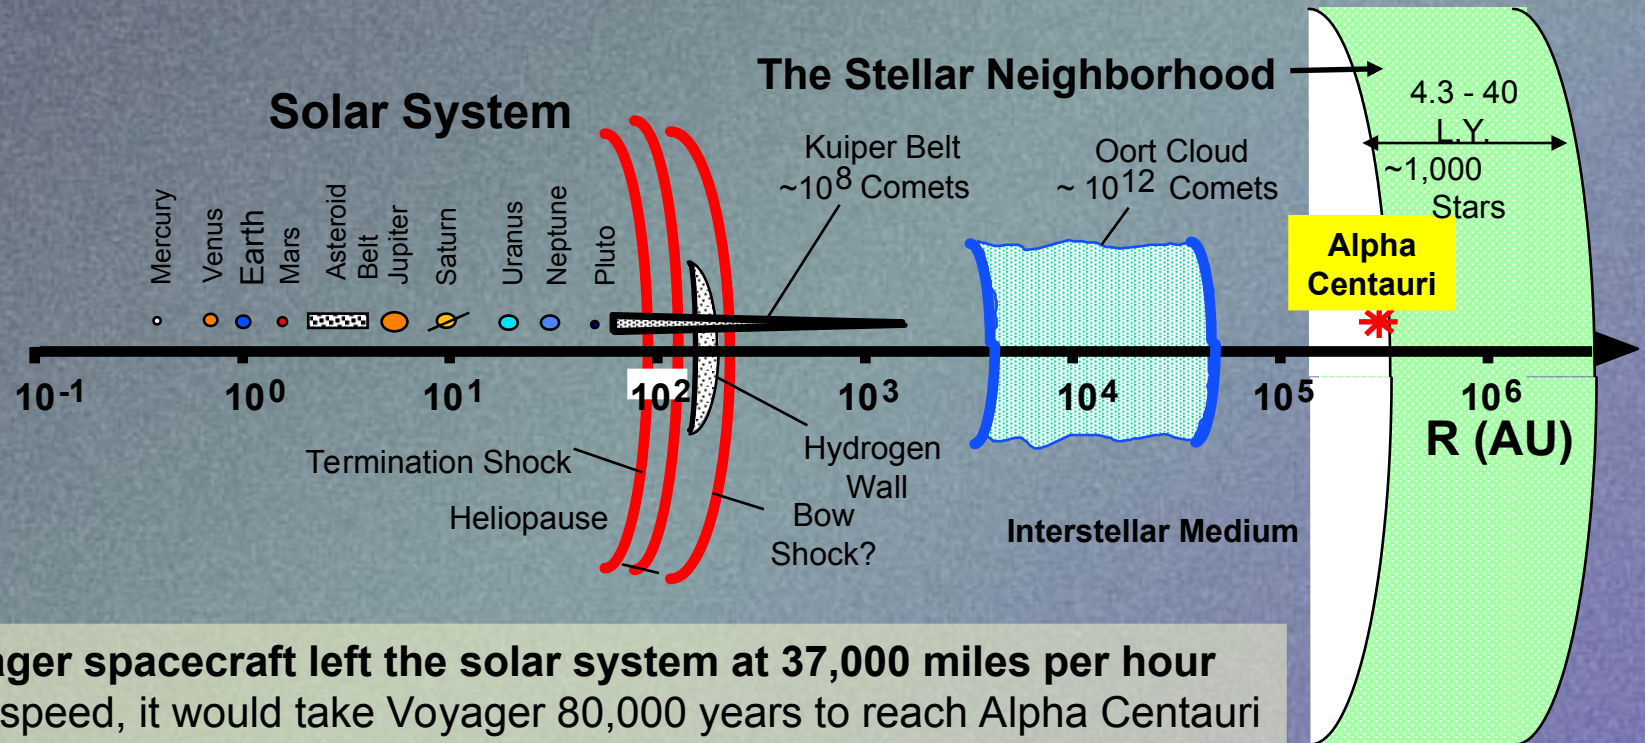 The Stellar Neighborhood
Solar System
4.3 - 40
L.Y.
~1,000
Stars
Kuiper Belt
~10⁸ Comets
Oort Cloud
~ 10¹² Comets
Mercury
Venus
Earth
Mars
Asteroid
Belt
Jupiter
Saturn
Uranus
Neptune
Pluto
Alpha
Centauri
10⁻¹
10⁰
10¹
10²
10³
10⁴
10⁵
10⁶
R (AU)
Termination Shock
Heliopause
Hydrogen
Wall
Bow
Shock?
Interstellar Medium
ager spacecraft left the solar system at 37,000 miles per hour
speed, it would take Voyager 80,000 years to reach Alpha Centauri